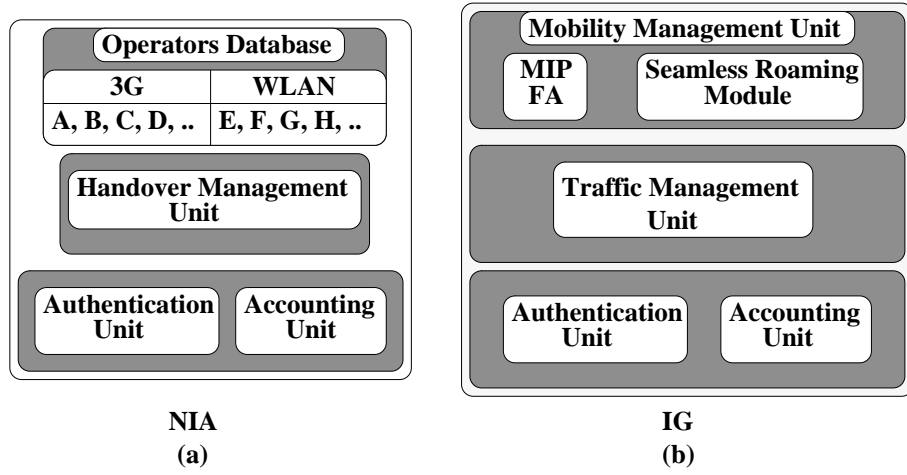 Operators Database
3G WLAN
A, B, C, D, .. E, F, G, H, ..
Handover Management
Unit
Authentication
Unit
Accounting
Unit
NIA
(a)
Mobility Management Unit
MIP
FA
Seamless Roaming
Module
Traffic Management
Unit
Authentication
Unit
Accounting
Unit
IG
(b)